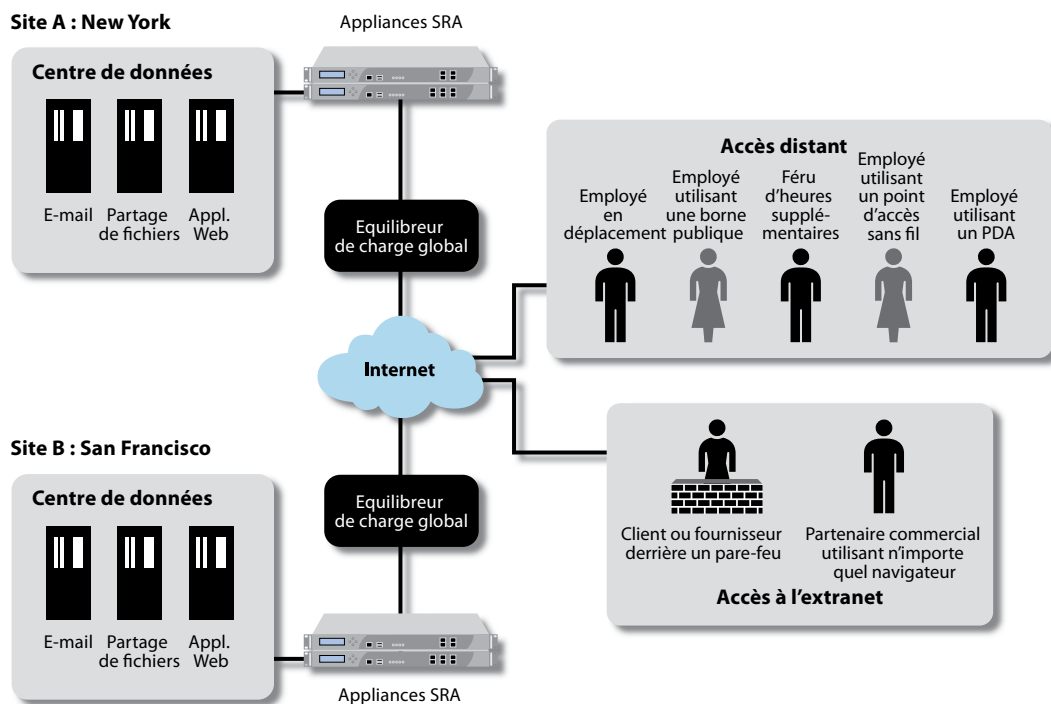 Site A : New York
Appliances SRA
Centre de données
E-mail
Partage
de fichiers
Appl.
Web
Equilibreur
de charge global
Internet
Accès distant
Employé
en
déplacement
Employé
utilisant
une borne
publique
Féru
d'heures
supplé-
mentaires
Employé
utilisant
un point
d'accès
sans fil
Employé
utilisant
un PDA
Site B : San Francisco
Centre de données
E-mail
Partage
de fichiers
Appl.
Web
Equilibreur
de charge global
Appliances SRA
Client ou fournisseur
derrière un pare-feu
Partenaire commercial
utilisant n'importe
quel navigateur
Accès à l'extranet